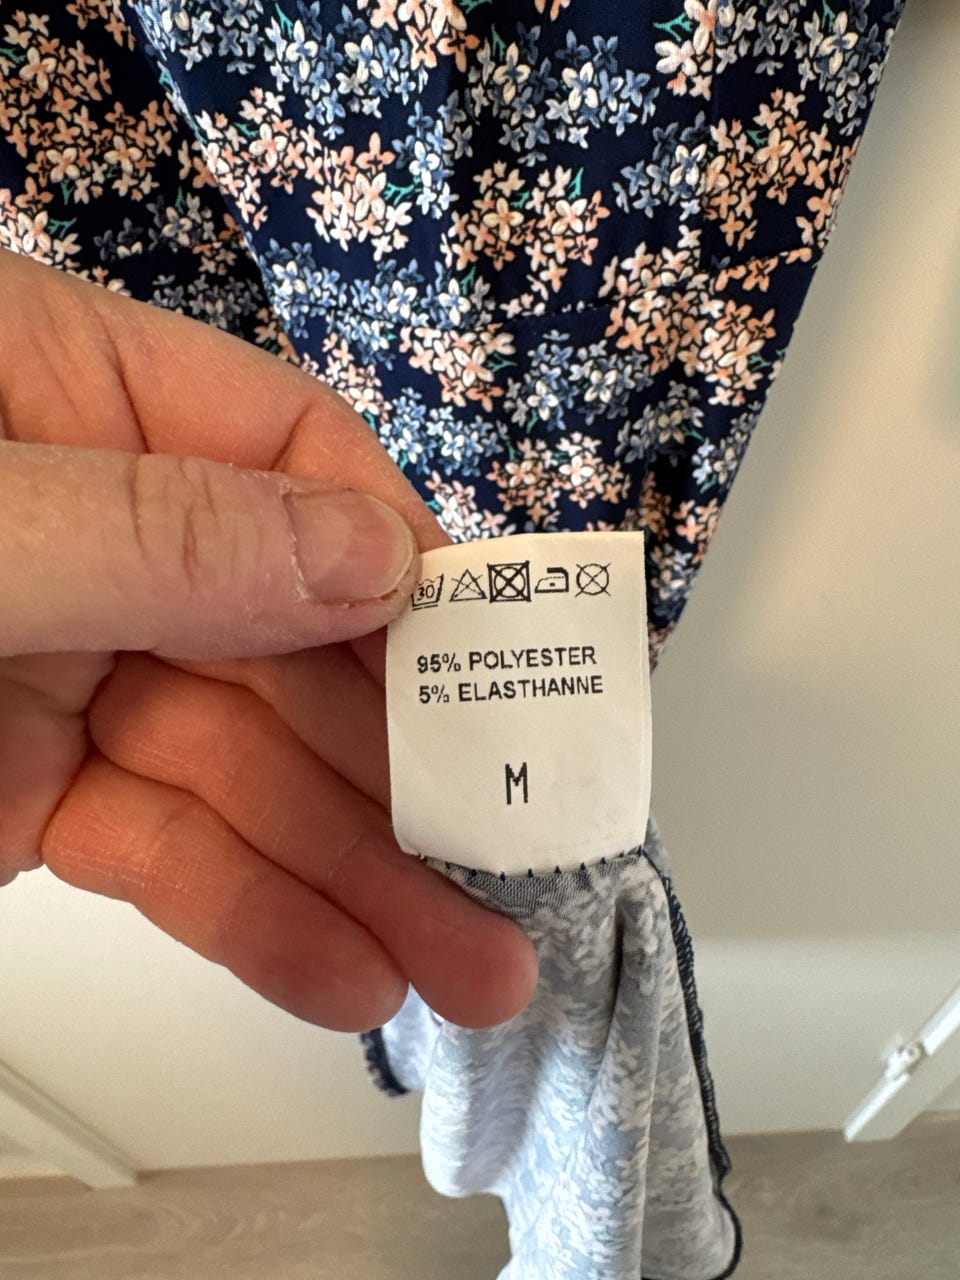 30
95% POLYESTER
5% ELASTHANNE
M